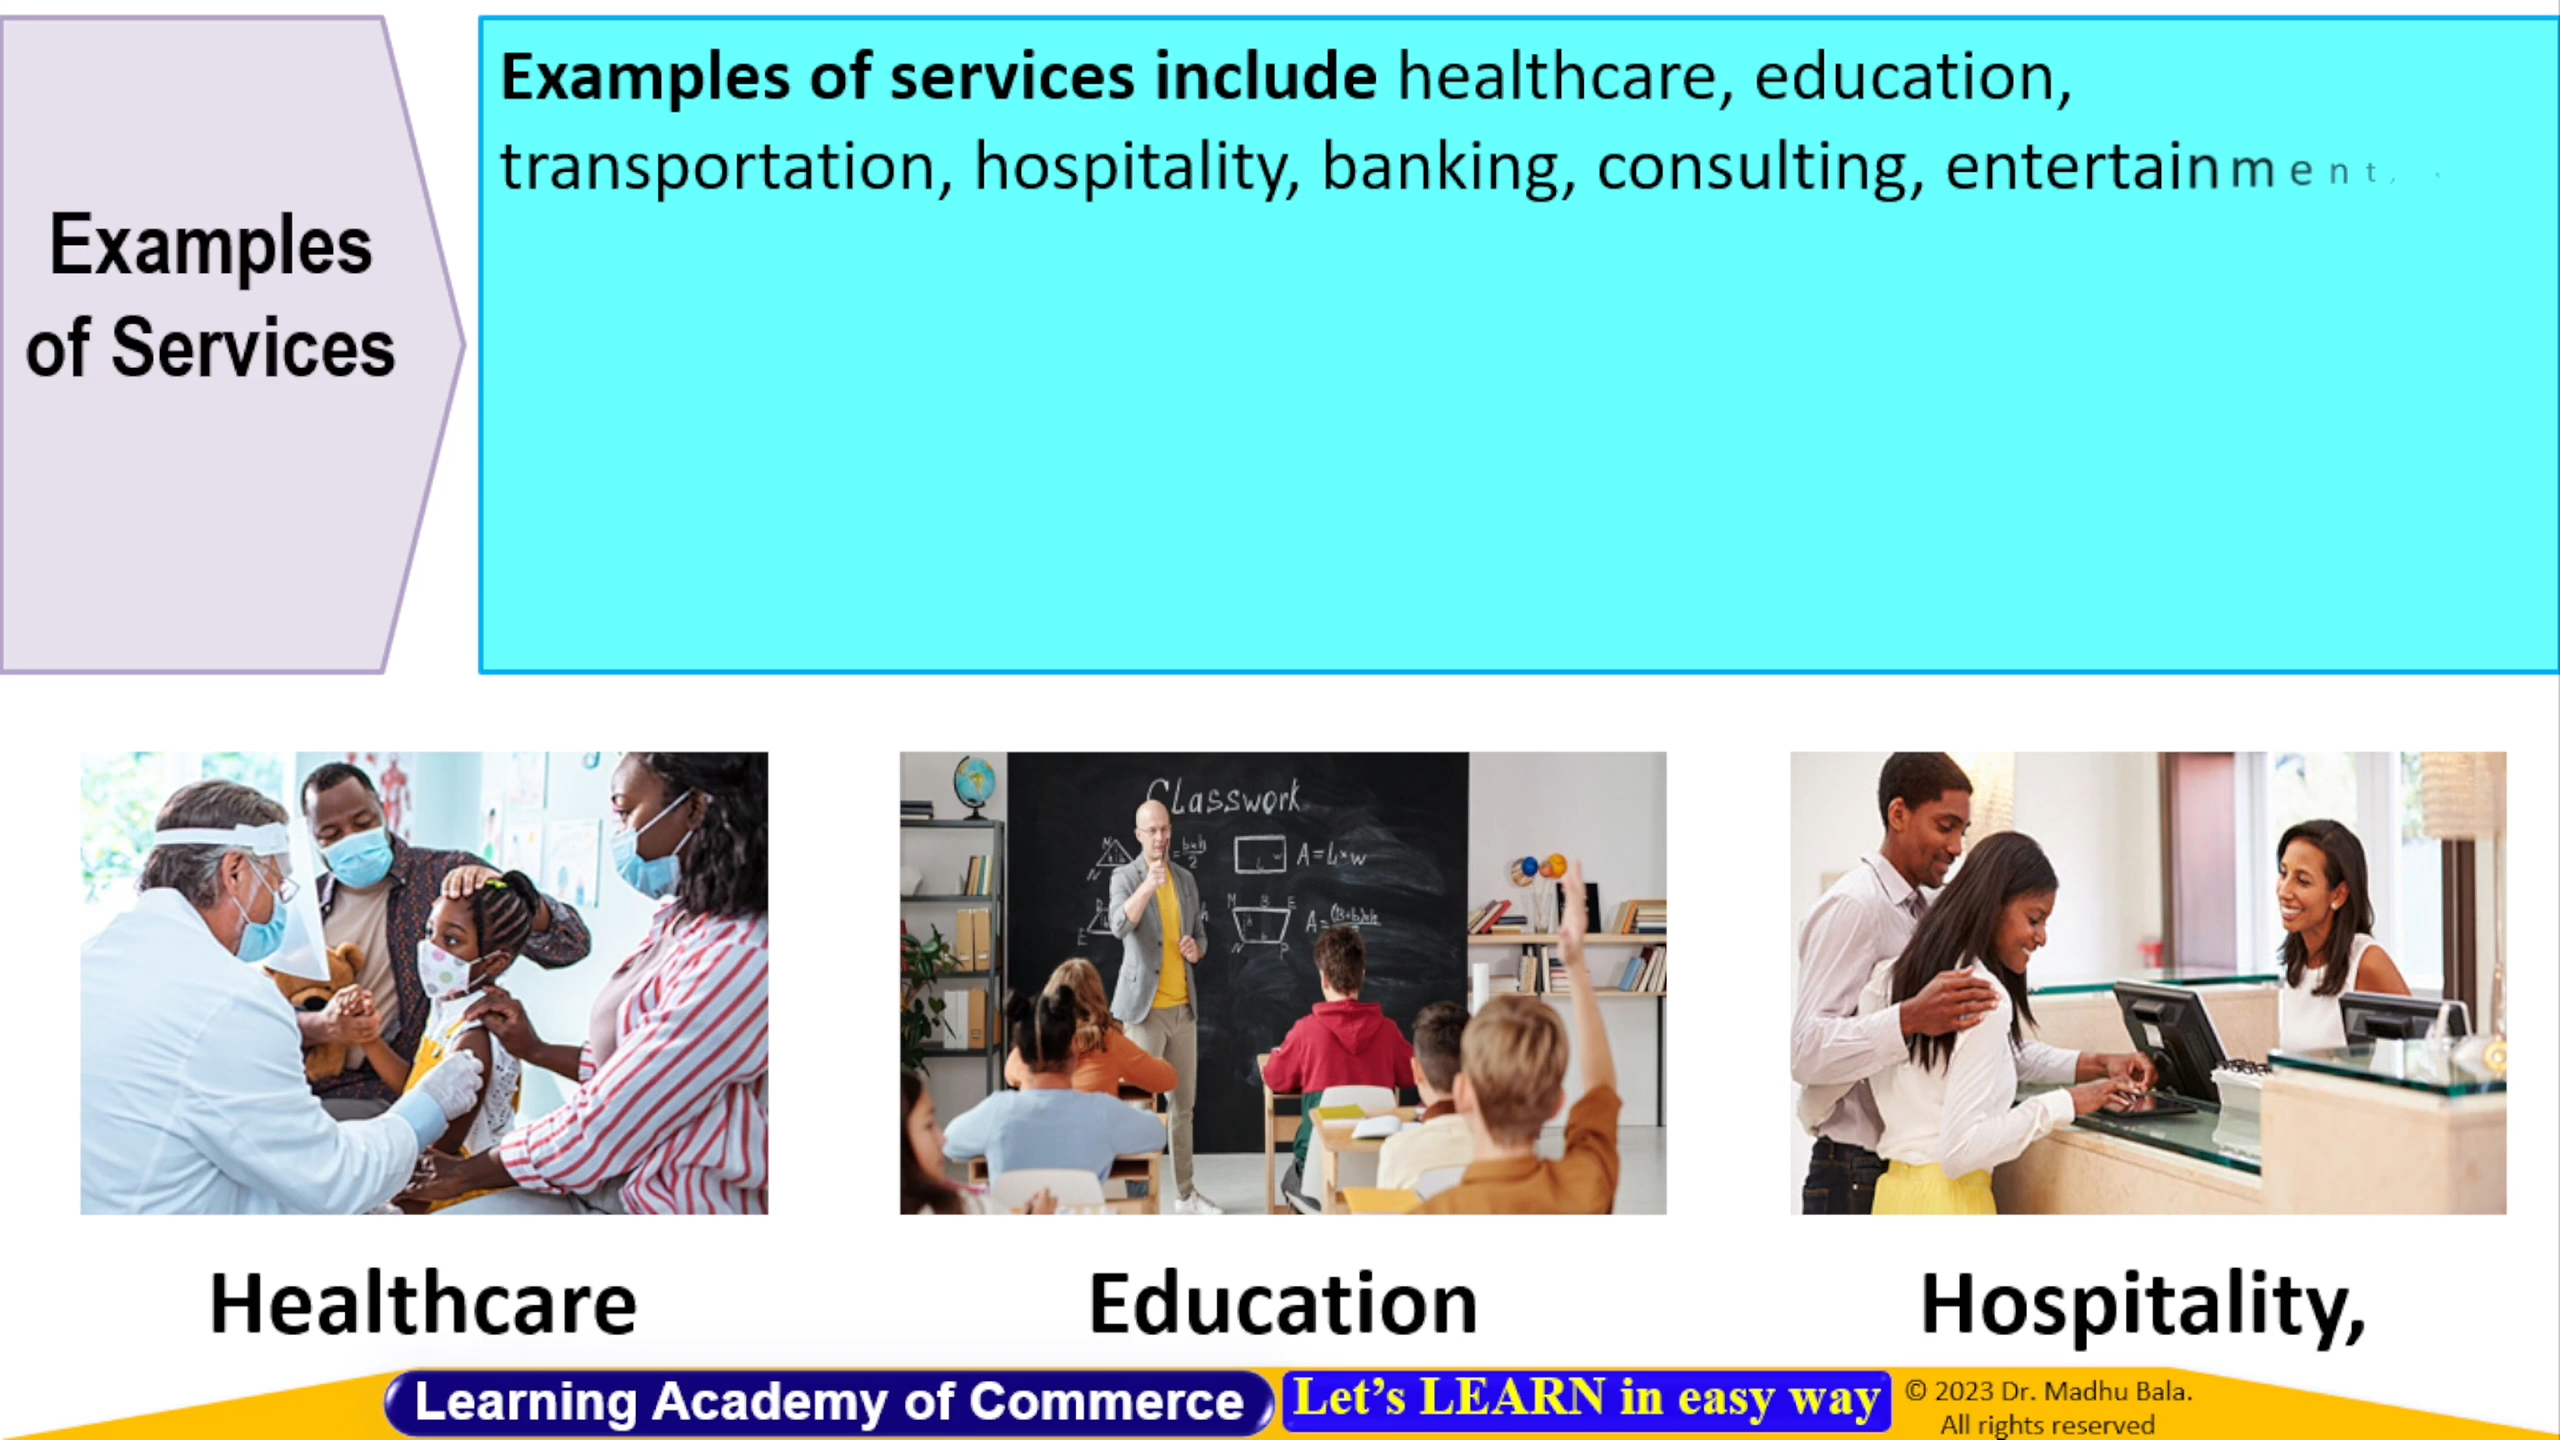 Examples
of Services
Examples of services include healthcare, education,
transportation, hospitality, banking, consulting, entertainment,
Classwork
A=L×w
Healthcare
Education
Hospitality,
Learning Academy of Commerce
Let's LEARN in easy way
© 2023 Dr. Madhu Bala.
All rights reserved